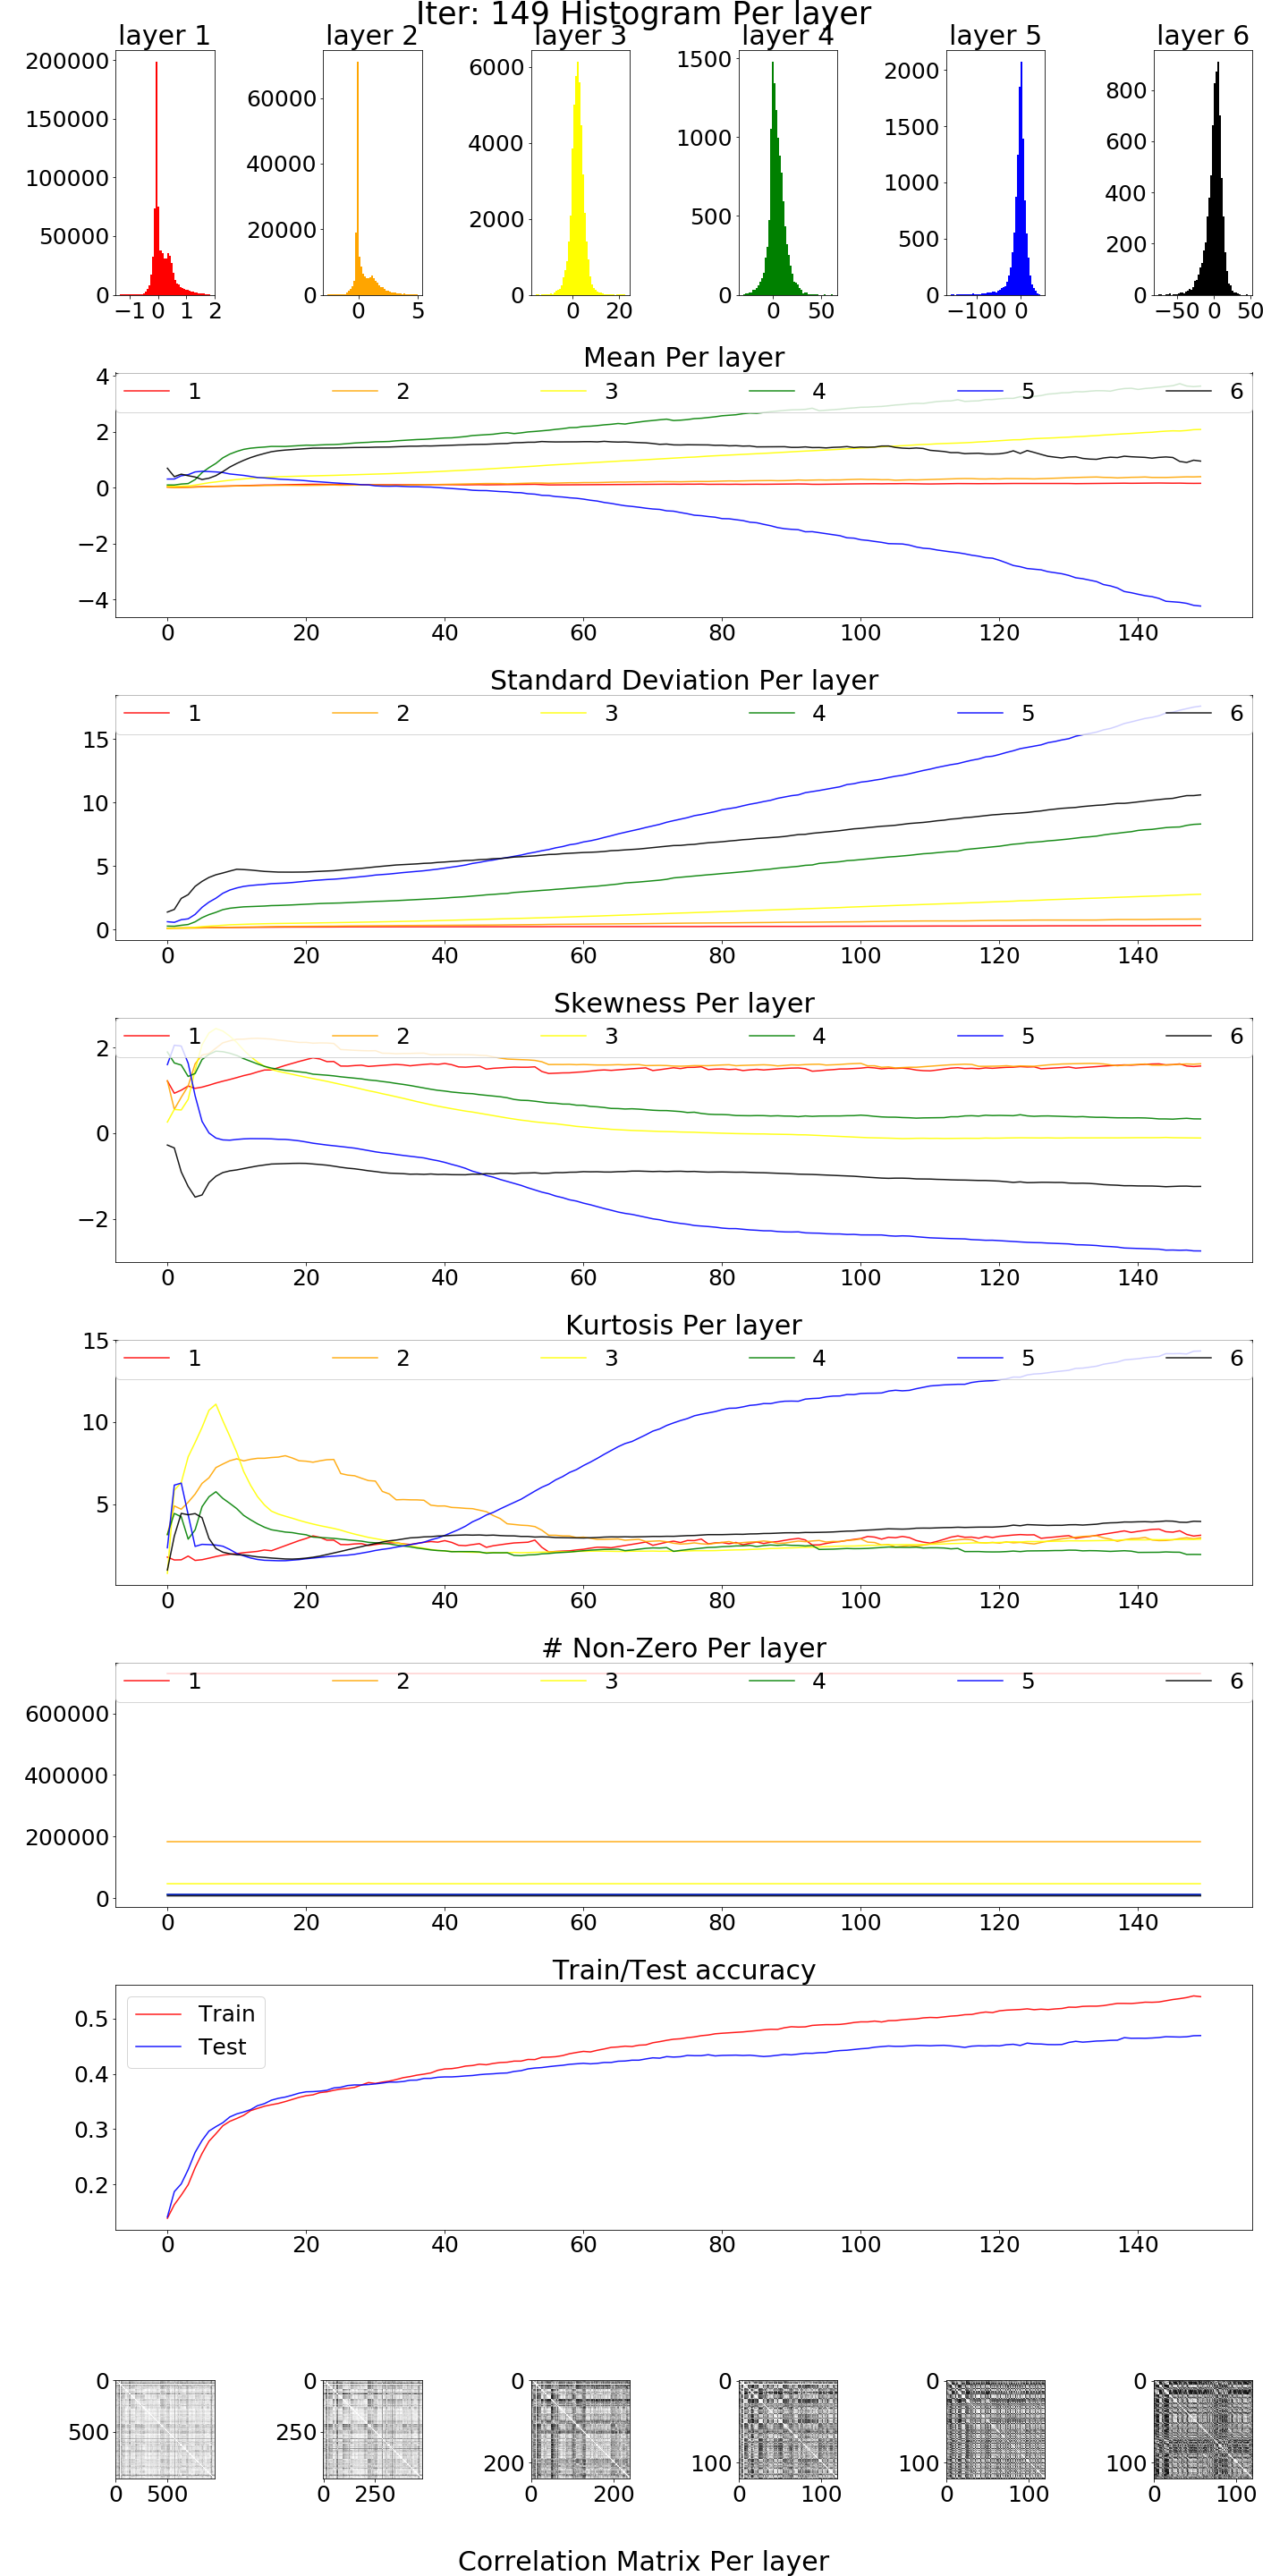 Iter: 149 Histogram Per layer
layer 1 layer 2 layer 3 layer 4 layer 5 layer 6
200000 150000 100000 50000 0
−1 0 1 2
60000 40000 20000 0
0 5
6000 4000 2000 0
0 20
1500 1000 500 0
0 50
2000 1500 1000 500 0
−100 0
800 600 400 200 0
−50 0 50
Mean Per layer
1 2 3 4 5 6
4
2
0
−2
−4
0 20 40 60 80 100 120 140
Standard Deviation Per layer
1 2 3 4 5 6
15
10
5
0
0 20 40 60 80 100 120 140
Skewness Per layer
1 2 3 4 5 6
2
0
−2
0 20 40 60 80 100 120 140
Kurtosis Per layer
1 2 3 4 5 6
15
10
5
0 20 40 60 80 100 120 140
# Non-Zero Per layer
1 2 3 4 5 6
600000
400000
200000
0
0 20 40 60 80 100 120 140
Train/Test accuracy
Train
Test
0.5
0.4
0.3
0.2
0 20 40 60 80 100 120 140
0 500
0 500
0 250
0 250
0 200
0 200
0 100
0 100
0 100
0 100
0 100
0 100
Correlation Matrix Per layer